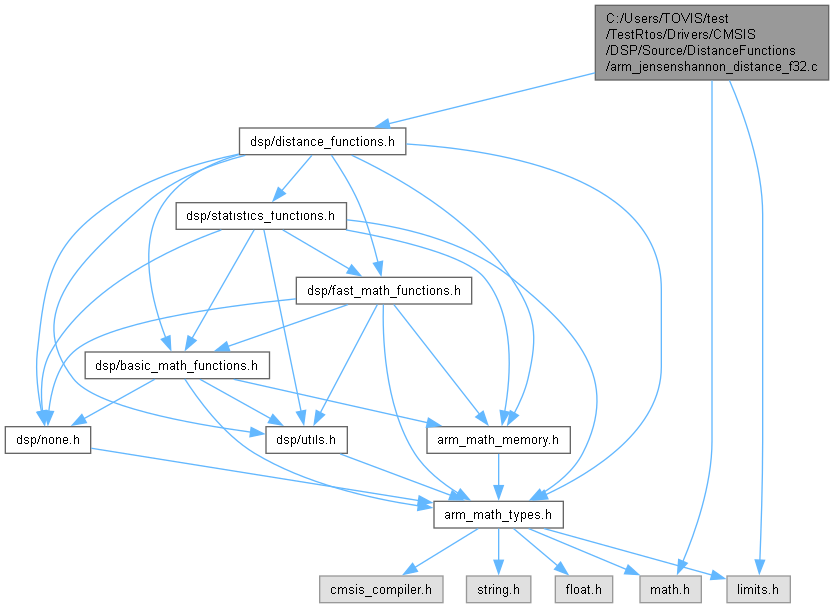 C:/Users/TOVIS/test
/TestRtos/Drivers/CMSIS
/DSP/Source/DistanceFunctions
/arm_jensenshannon_distance_f32.c
dsp/distance_functions.h
dsp/statistics_functions.h
dsp/fast_math_functions.h
dsp/basic_math_functions.h
dsp/none.h
dsp/utils.h
arm_math_memory.h
arm_math_types.h
cmsis_compiler.h
string.h
float.h
math.h
limits.h